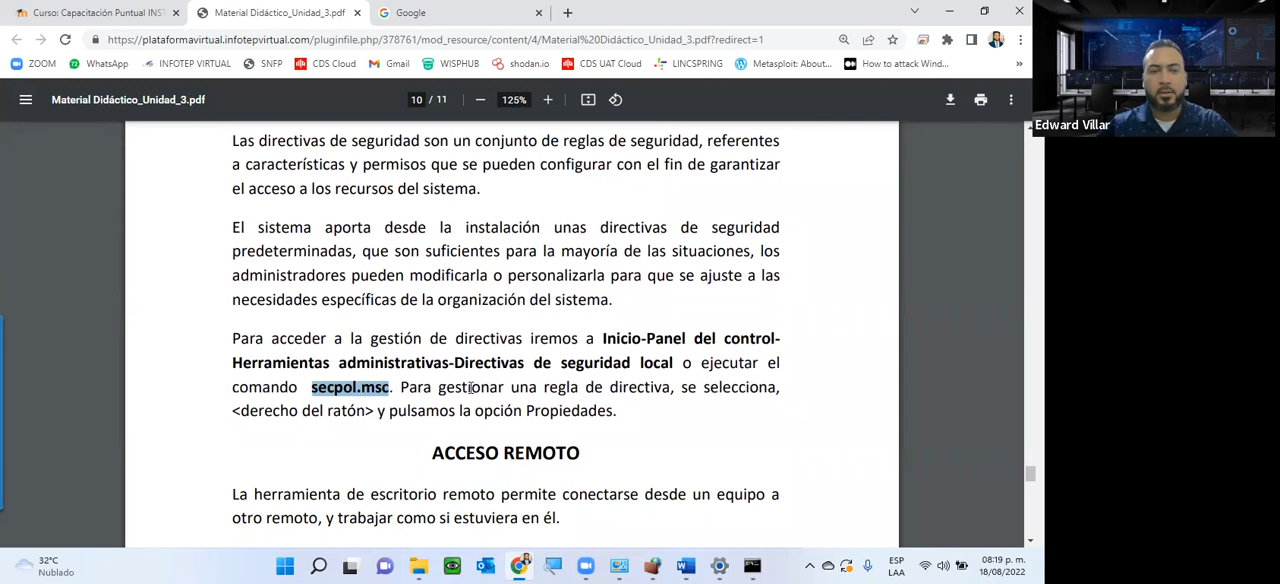 Curso: Capacitación Puntual INST
Material Didáctico_Unidad_3.pdf
Google
https://plataformavirtual.infotepvirtual.com/pluginfile.php/378761/mod_resource/content/4/Material%20Didáctico_Unidad_3.pdf?redirect=1
ZOOM WhatsApp INFOTEP VIRTUAL SNFP CDS Cloud Gmail WISPHUB shodan.io CDS UAT Cloud LINCSPRING Metasploit: About... How to attack Wind... »
Material Didáctico_Unidad_3.pdf 10 / 11 — 125% +
Edward Villar
Las directivas de seguridad son un conjunto de reglas de seguridad, referentes
a características y permisos que se pueden configurar con el fin de garantizar
el acceso a los recursos del sistema.
El sistema aporta desde la instalación unas directivas de seguridad
predeterminadas, que son suficientes para la mayoría de las situaciones, los
administradores pueden modificarla o personalizarla para que se ajuste a las
necesidades específicas de la organización del sistema.
Para acceder a la gestión de directivas iremos a Inicio-Panel del control-
Herramientas administrativas-Directivas de seguridad local o ejecutar el
comando secpol.msc. Para gestionar una regla de directiva, se selecciona,
<derecho del ratón> y pulsamos la opción Propiedades.
ACCESO REMOTO
La herramienta de escritorio remoto permite conectarse desde un equipo a
otro remoto, y trabajar como si estuviera en él.
32°C
Nublado
ESP
LAA
08:19 p. m.
18/08/2022